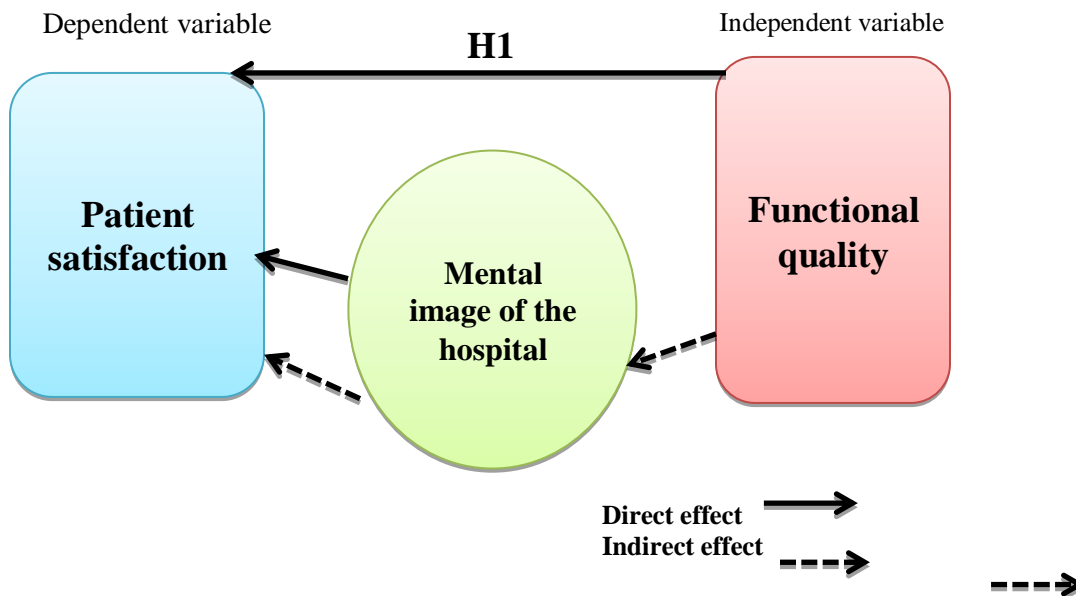 Dependent variable
Independent variable
H1
Patient
satisfaction
Mental
image of the
hospital
Functional
quality
Direct effect
Indirect effect